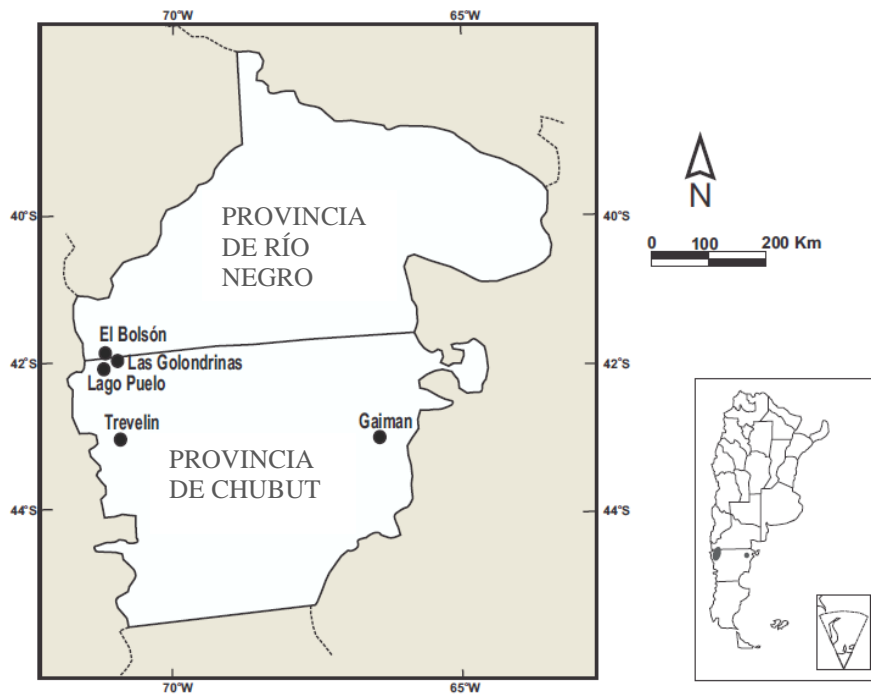 70°W 65°W
N
40°S 40°S
PROVINCIA
DE RÍO
NEGRO
0 100 200 Km
El Bolsón
42°S Las Golondrinas 42°S
Lago Puelo
Trevelin Gaiman
PROVINCIA
DE CHUBUT
44°S 44°S
70°W 65°W